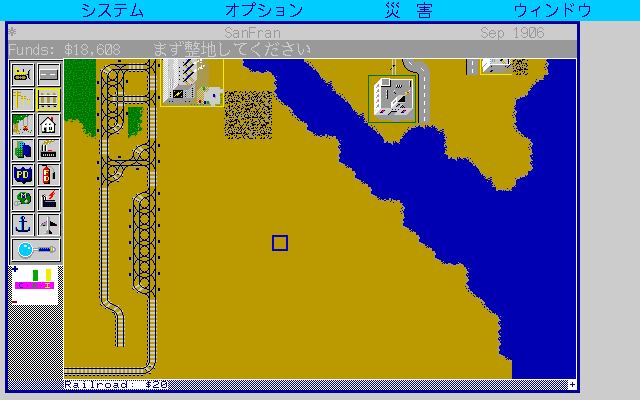 システム オプション 災 害 ウィンドウ
SanFran Sep 1906
Funds: $18,608 まず整地してください
PD
Railroad: $20